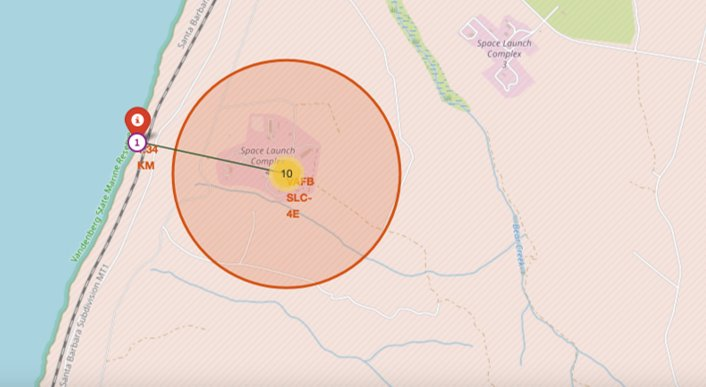 Santa Barba
Space Launch
Complex
3
i
1
.34
KM
Space Launch
Comple
10
VAFB
SLC-
4E
Vandenberg State Marine Res
Bear Creek
Santa Barbara Subdivision MT1